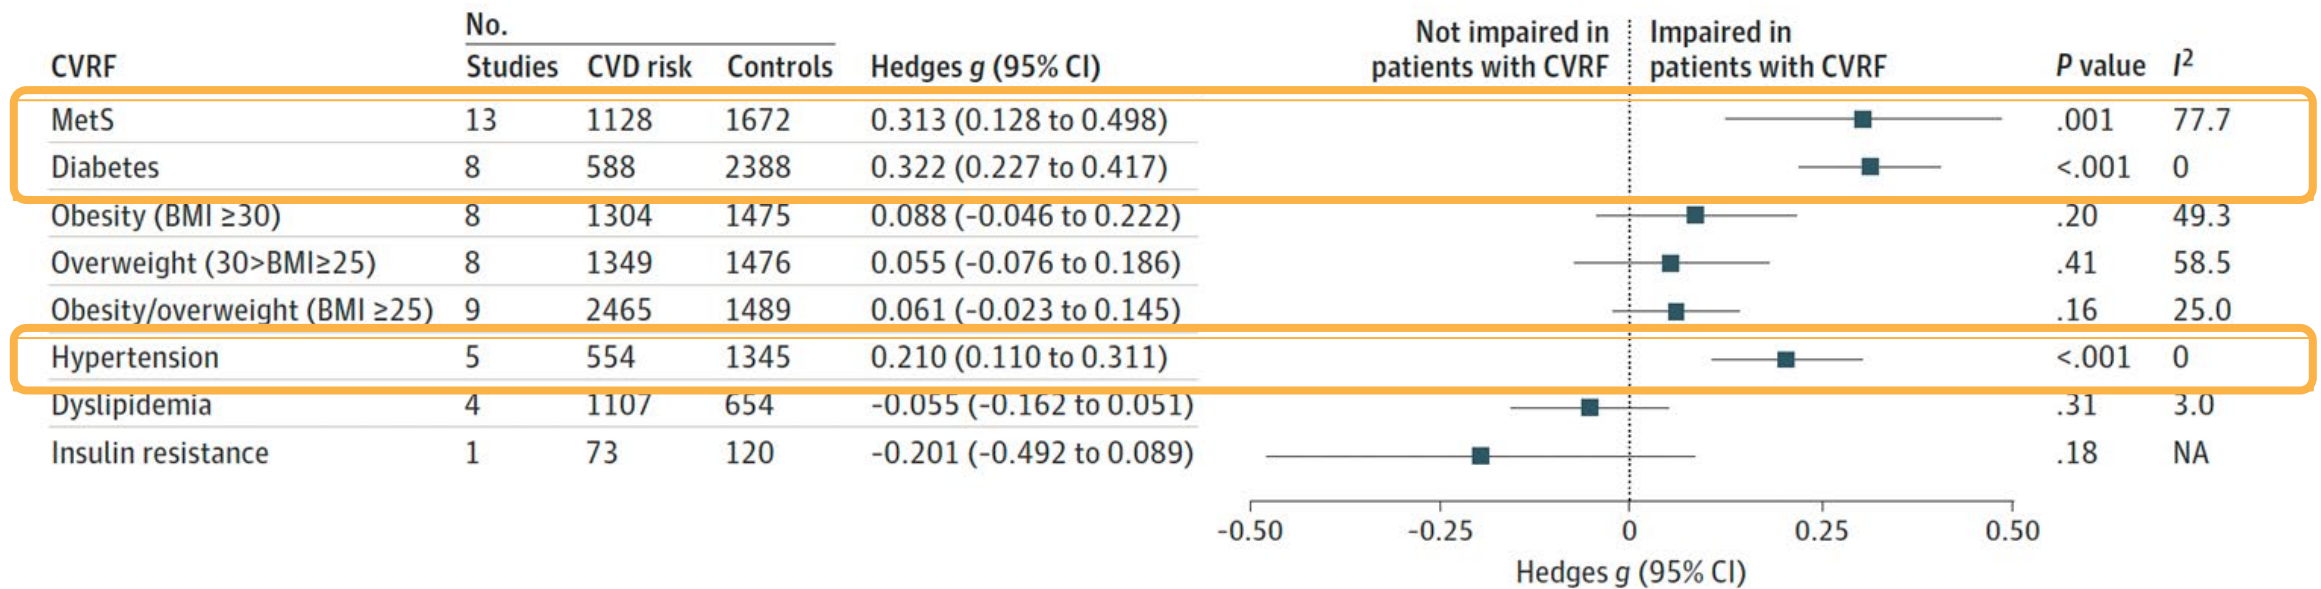 No.
Not impaired in patients with CVRF
Impaired in patients with CVRF
CVRF Studies CVD risk Controls Hedges g (95% CI) P value I²
MetS 13 1128 1672 0.313 (0.128 to 0.498) .001 77.7
Diabetes 8 588 2388 0.322 (0.227 to 0.417) <.001 0
Obesity (BMI ≥30) 8 1304 1475 0.088 (-0.046 to 0.222) .20 49.3
Overweight (30>BMI≥25) 8 1349 1476 0.055 (-0.076 to 0.186) .41 58.5
Obesity/overweight (BMI ≥25) 9 2465 1489 0.061 (-0.023 to 0.145) .16 25.0
Hypertension 5 554 1345 0.210 (0.110 to 0.311) <.001 0
Dyslipidemia 4 1107 654 -0.055 (-0.162 to 0.051) .31 3.0
Insulin resistance 1 73 120 -0.201 (-0.492 to 0.089) .18 NA
-0.50 -0.25 0 0.25 0.50
Hedges g (95% CI)